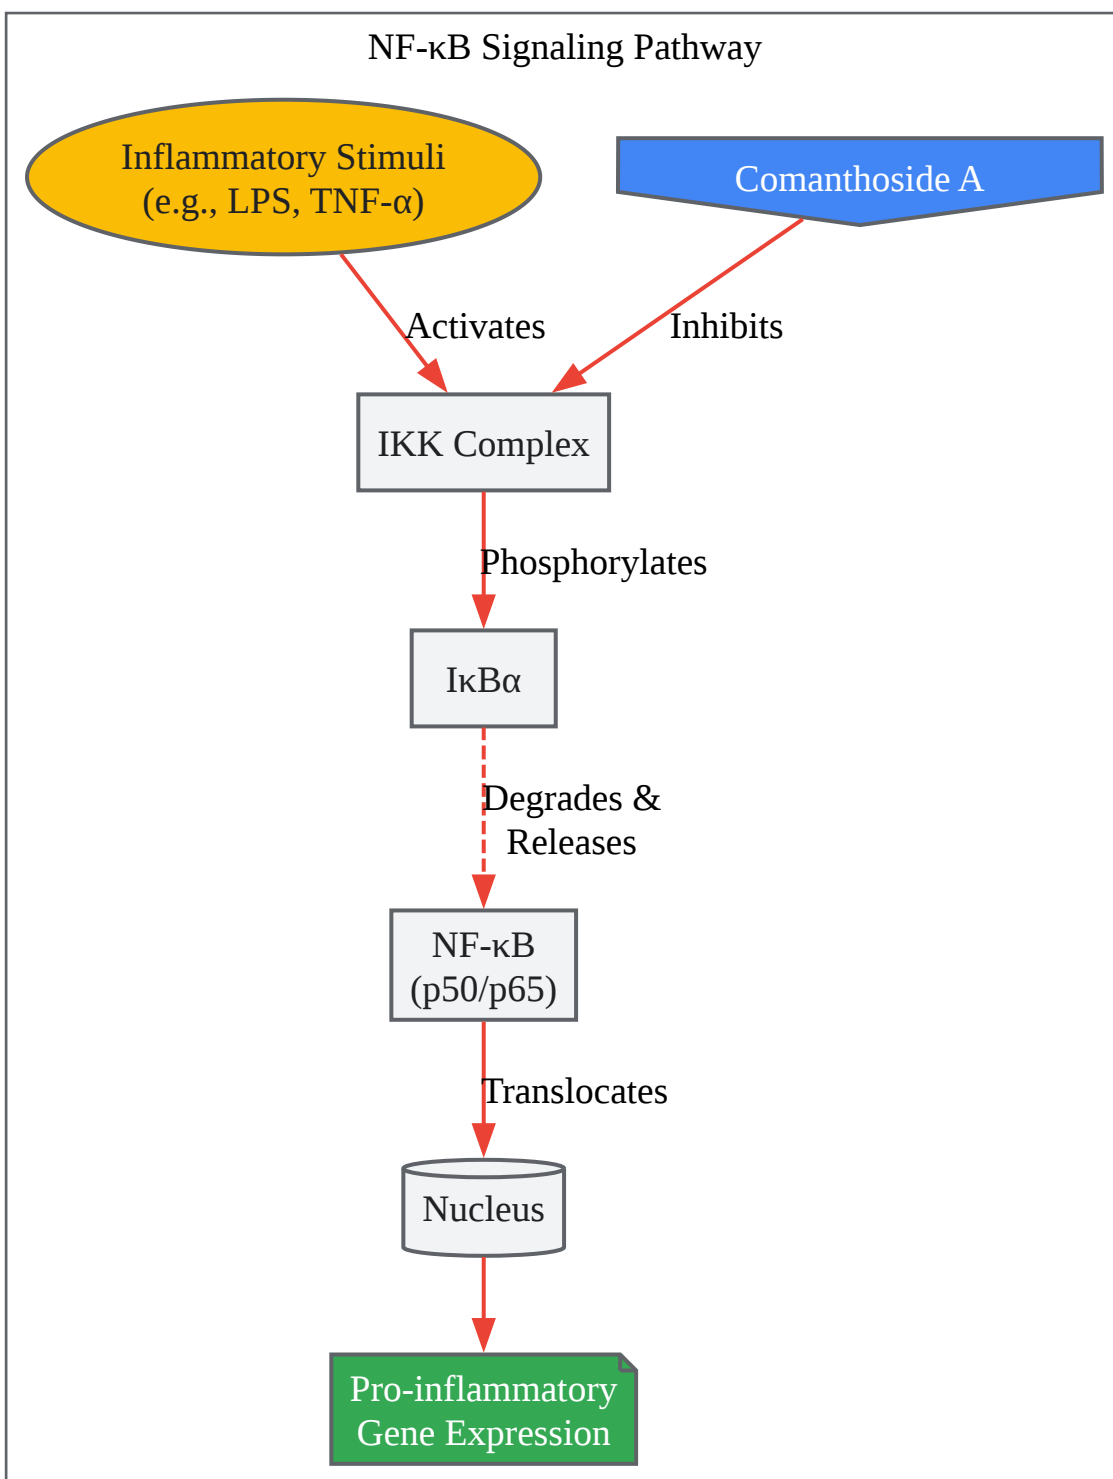 NF-κB Signaling Pathway
Inflammatory Stimuli
(e.g., LPS, TNF-α)
Comanthoside A
Activates
Inhibits
IKK Complex
Phosphorylates
IκBα
Degrades &
Releases
NF-κB
(p50/p65)
Translocates
Nucleus
Pro-inflammatory
Gene Expression